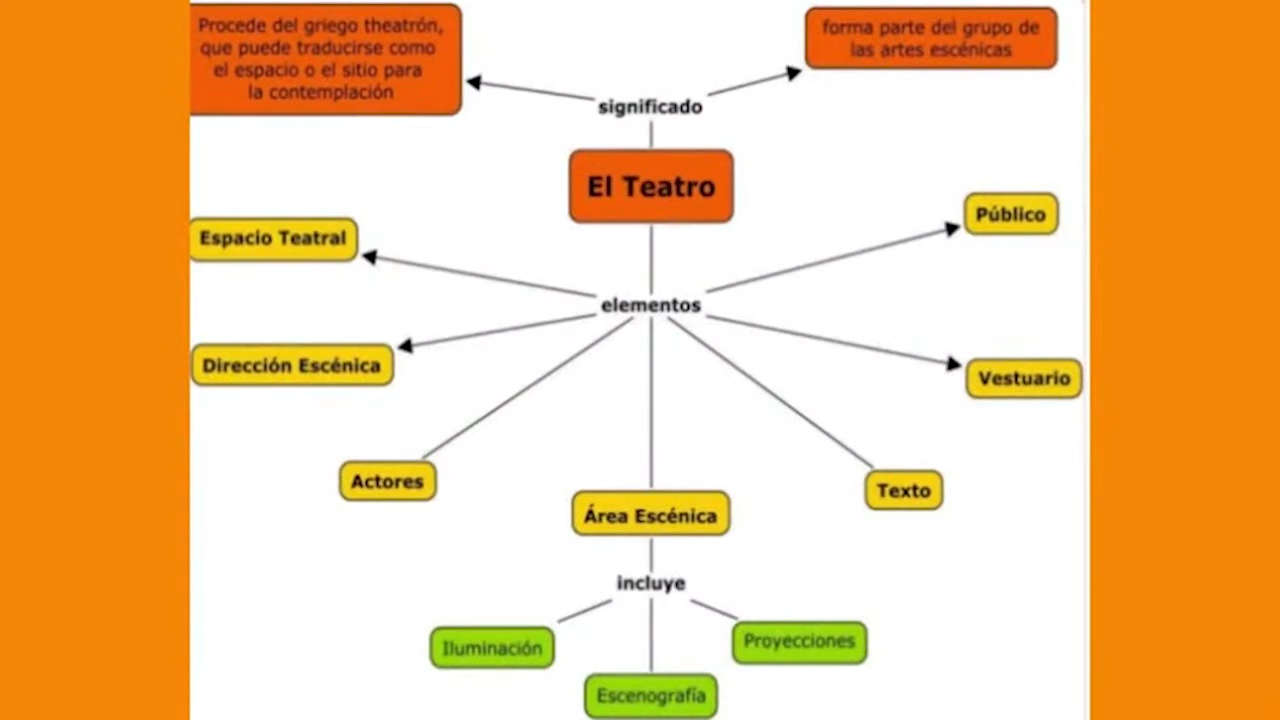 Procede del griego theatrón,
que puede traducirse como
el espacio o el sitio para
la contemplación
forma parte del grupo de
las artes escénicas
significado
El Teatro
Espacio Teatral
Público
elementos
Dirección Escénica
Vestuario
Actores
Área Escénica
Texto
incluye
Iluminación
Escenografía
Proyecciones